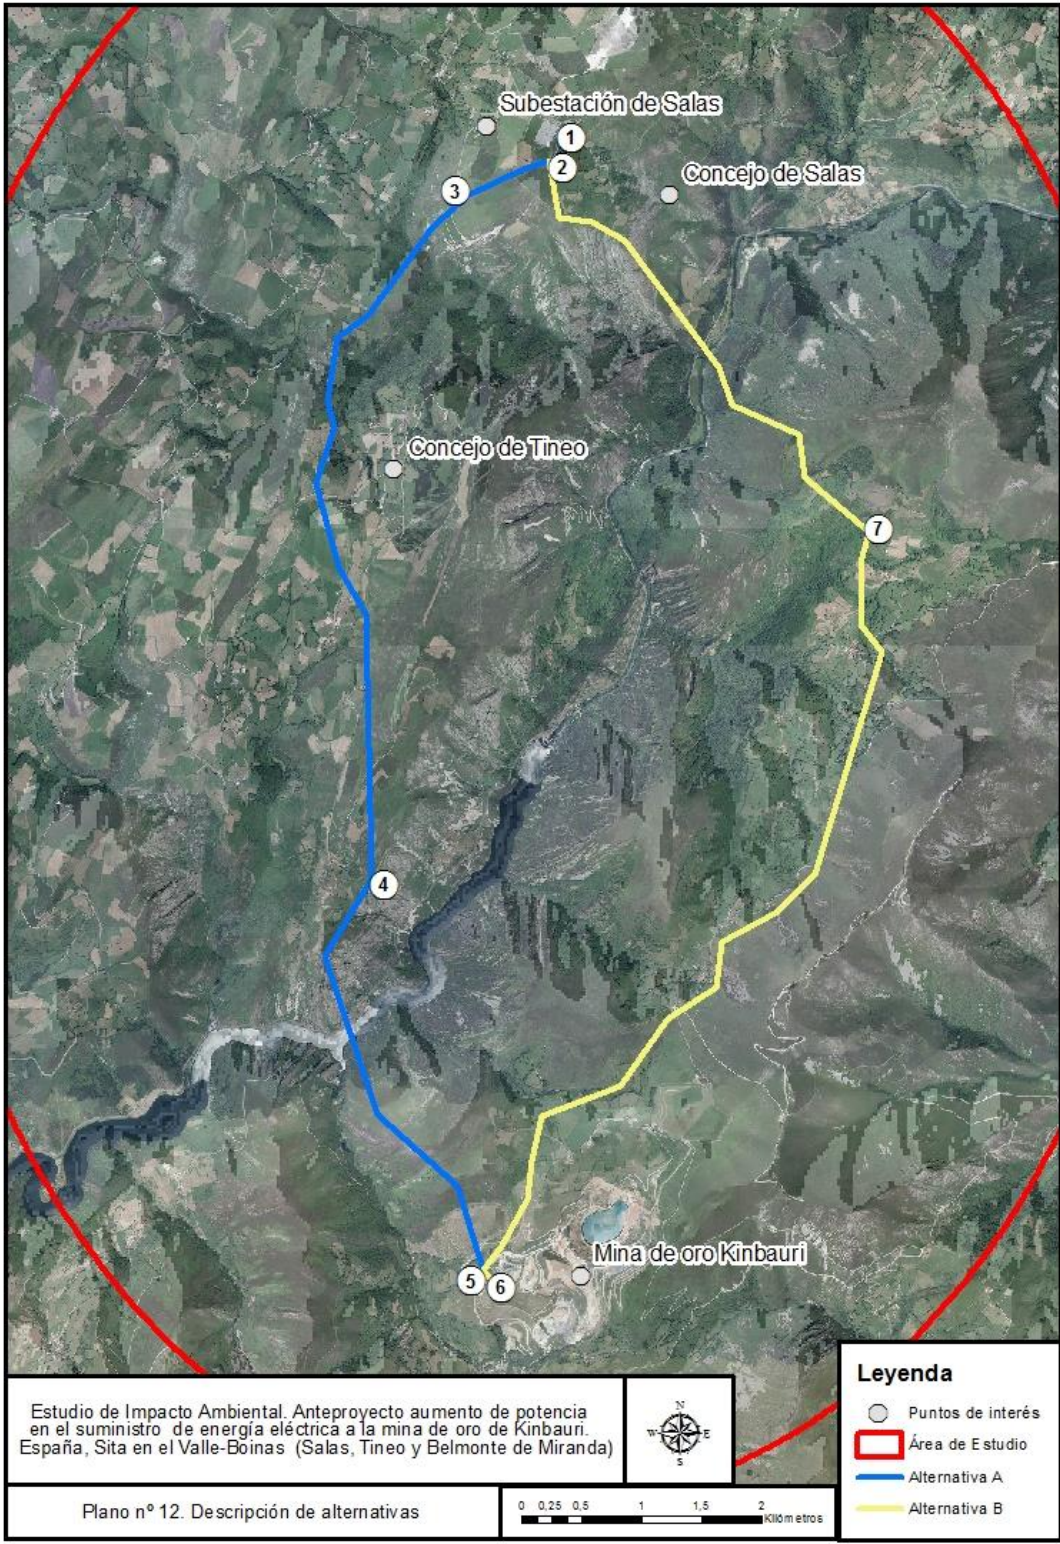 Subestación de Salas
1
2
Concejo de Salas
3
Concejo de Tineo
7
4
Mina de oro Kinbauri
5
6
Estudio de Impacto Ambiental. Anteproyecto aumento de potencia
en el suministro de energía eléctrica a la mina de oro de Kinbauri.
España, Sita en el Valle-Boinas (Salas, Tineo y Belmonte de Miranda)
N
W
E
S
Plano nº 12. Descripción de alternativas
0 0,25 0,5 1 1,5 2
Kilómetros
Leyenda
Puntos de interés
Área de Estudio
Alternativa A
Alternativa B